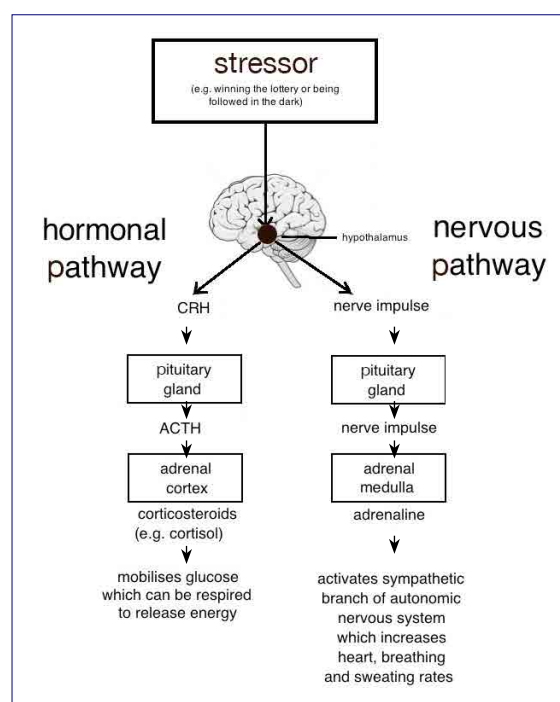 stressor
(e.g. winning the lottery or being
followed in the dark)
hormonal
pathway
hypothalamus
nervous
pathway
CRH
pituitary
gland
ACTH
adrenal
cortex
corticosteroids
(e.g. cortisol)
mobilises glucose
which can be respired
to release energy
nerve impulse
pituitary
gland
nerve impulse
adrenal
medulla
adrenaline
activates sympathetic
branch of autonomic
nervous system
which increases
heart, breathing
and sweating rates